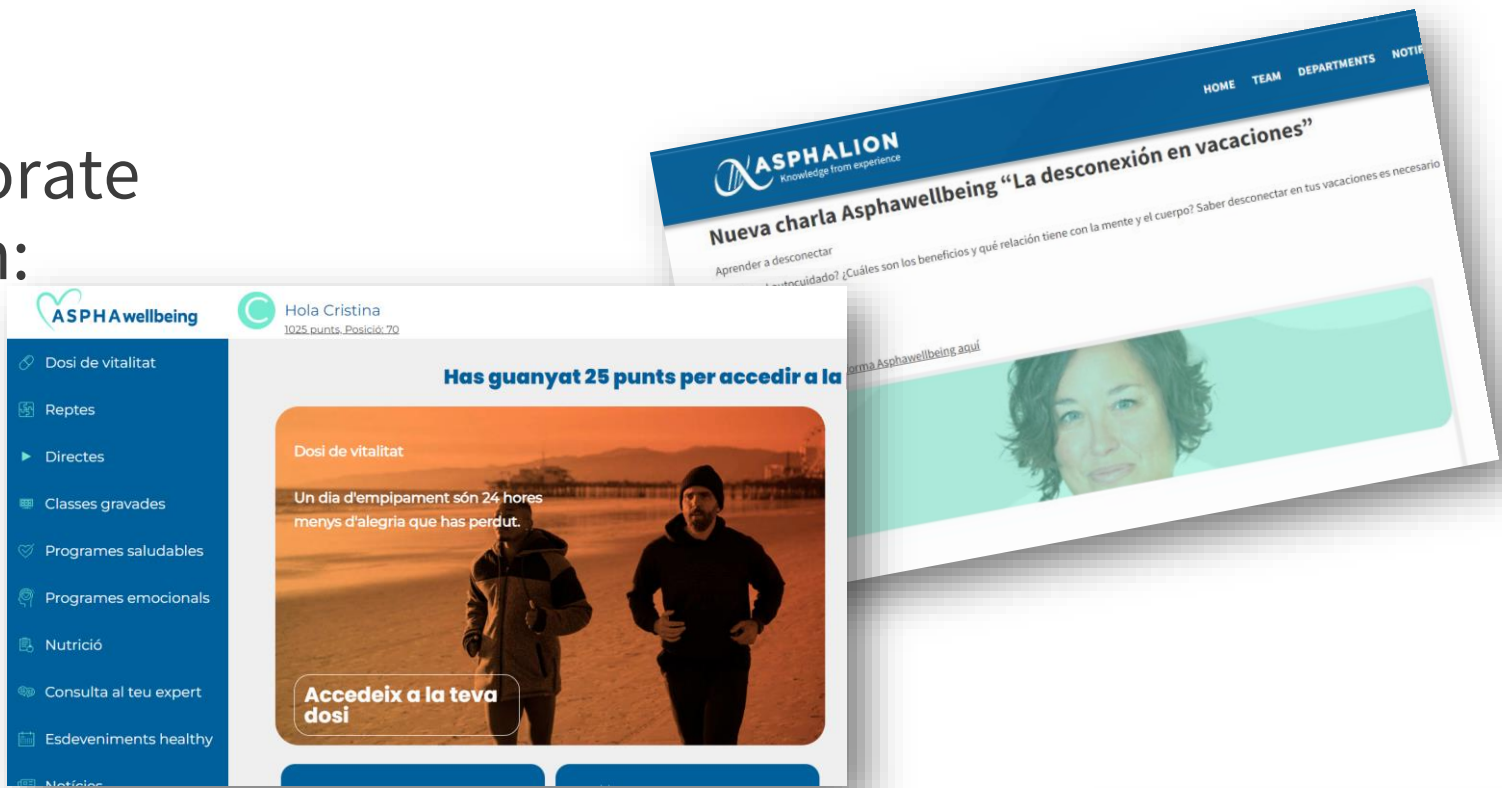 orate
n:
HOME TEAM DEPARTMENTS
ASPHALION
Knowledge from experience
Nueva charla Asphawellbeing “La desconexión en vacaciones”
Aprender a desconectar
autocuidado? ¿Cuáles son los beneficios y qué relación tiene con la mente y el cuerpo? Saber desconectar en tus vacaciones es necesario
Asphawellbeing aquí
ASPHAwellbeing
C
Hola Cristina
1025 punts, Posició: 70
Dosi de vitalitat
Reptes
Directes
Classes gravades
Programes saludables
Programes emocionals
Nutrició
Consulta al teu expert
Esdeveniments healthy
Notícies
Has guanyat 25 punts per accedir a la
Dosi de vitalitat
Un dia d'empipament són 24 hores
menys d'alegria que has perdut.
Accedeix a la teva
dosi